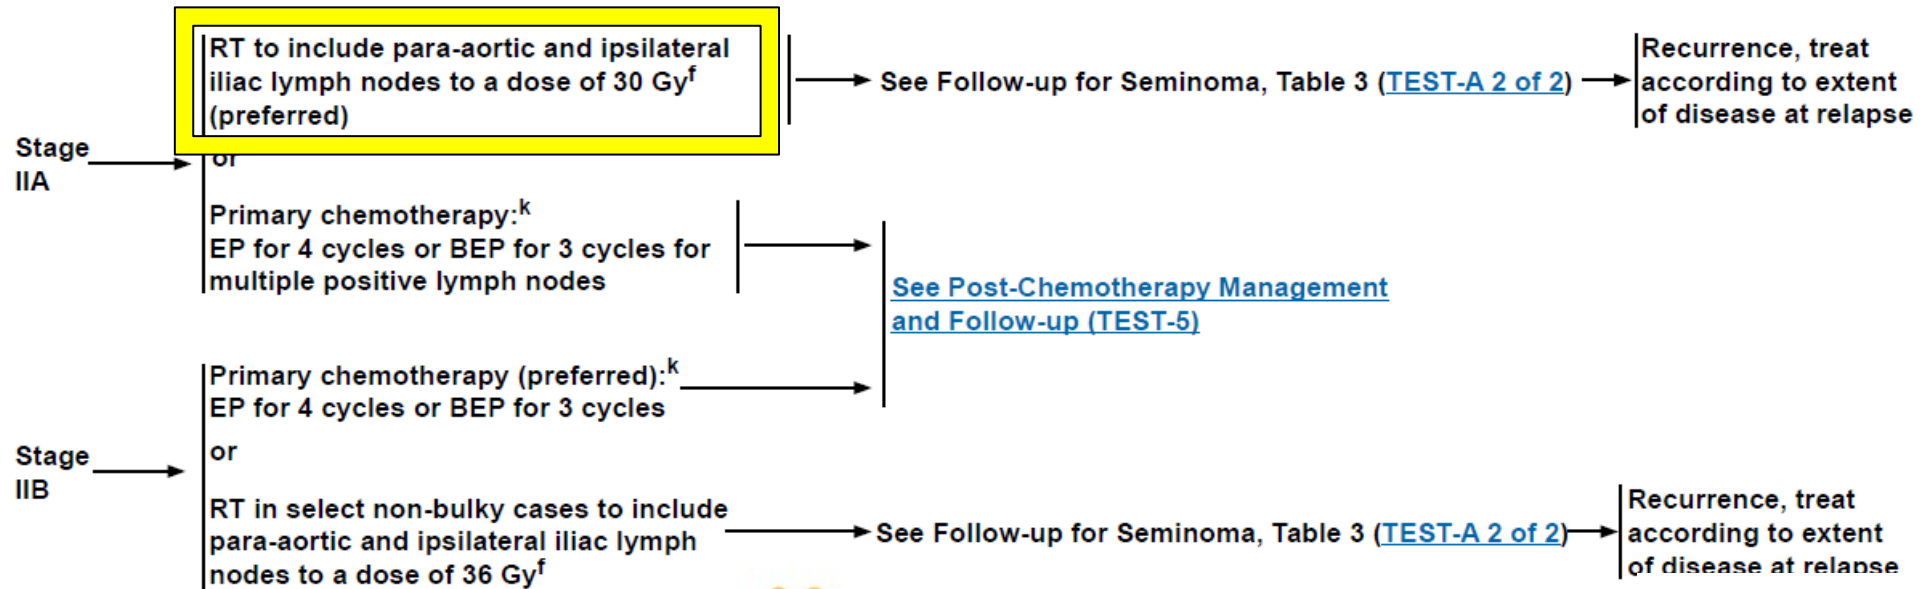 RT to include para-aortic and ipsilateral
iliac lymph nodes to a dose of 30 Gyf
(preferred)
See Follow-up for Seminoma, Table 3 (TEST-A 2 of 2)
Recurrence, treat
according to extent
of disease at relapse
Stage
IIA
or
Primary chemotherapy:k
EP for 4 cycles or BEP for 3 cycles for
multiple positive lymph nodes
See Post-Chemotherapy Management
and Follow-up (TEST-5)
Primary chemotherapy (preferred):k
EP for 4 cycles or BEP for 3 cycles
Stage
IIB
or
RT in select non-bulky cases to include
para-aortic and ipsilateral iliac lymph
nodes to a dose of 36 Gyf
See Follow-up for Seminoma, Table 3 (TEST-A 2 of 2)
Recurrence, treat
according to extent
of disease at relapse